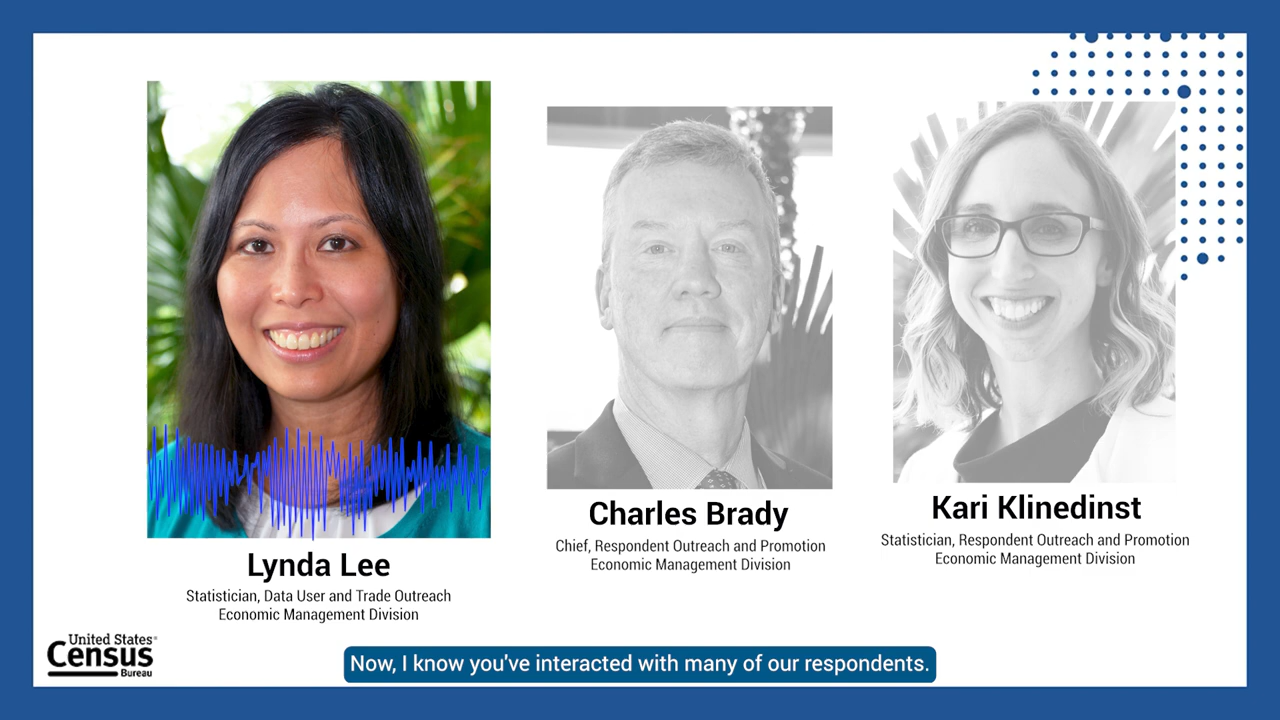 Lynda Lee
Statistician, Data User and Trade Outreach
Economic Management Division
Charles Brady
Chief, Respondent Outreach and Promotion
Economic Management Division
Kari Klinedinst
Statistician, Respondent Outreach and Promotion
Economic Management Division
United States®
Census
Bureau
Now, I know you've interacted with many of our respondents.